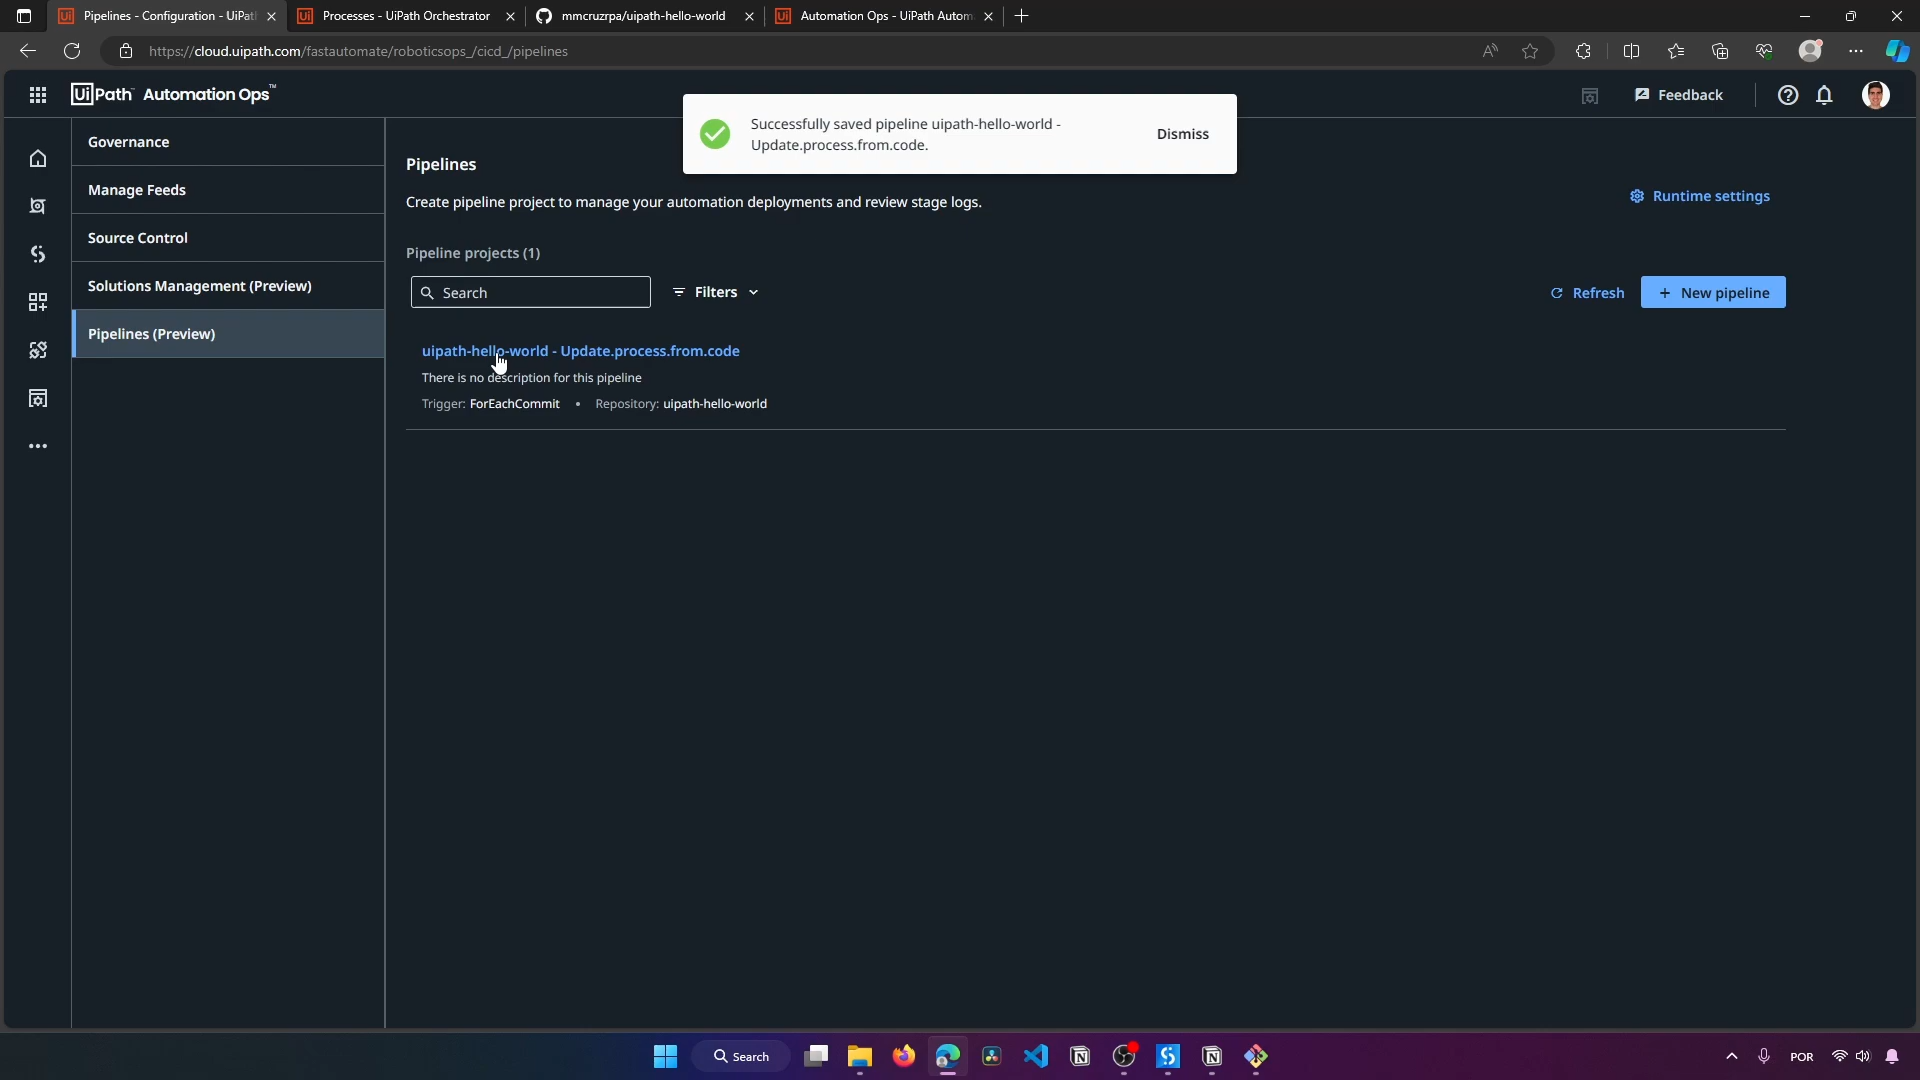 Pipelines - Configuration - UiPath
Processes - UiPath Orchestrator
mmcruzrpa/uipath-hello-world
Automation Ops - UiPath Autom
https://cloud.uipath.com/fastautomate/roboticsops_/cicd_/pipelines
UiPath Automation Ops™
Feedback
Successfully saved pipeline uipath-hello-world -
Update.process.from.code.
Dismiss
Governance
Manage Feeds
Source Control
Solutions Management (Preview)
Pipelines (Preview)
Pipelines
Create pipeline project to manage your automation deployments and review stage logs.
Runtime settings
Pipeline projects (1)
Search
Filters
Refresh
+ New pipeline
uipath-hello-world - Update.process.from.code
There is no description for this pipeline
Trigger: ForEachCommit • Repository: uipath-hello-world
Search
POR